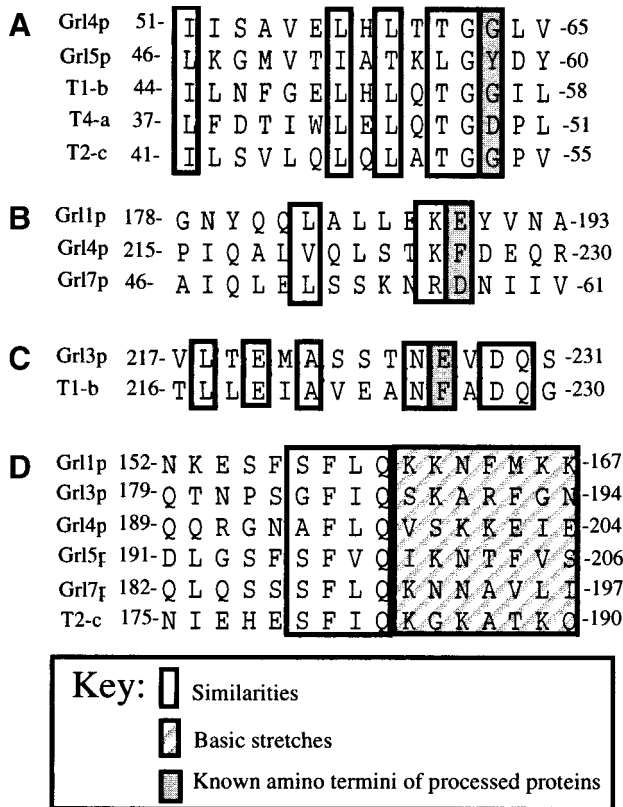 A
Grl4p 51- I I S A V E L H L T T G G L V -65
Grl5p 46- L K G M V T I A T K L G Y D Y -60
T1-b 44- I L N F G E L H L Q T G G I L -58
T4-a 37- L F D T I W L E L Q T G D P L -51
T2-c 41- I L S V L Q L Q L A T G G P V -55
B
Grl1p 178- G N Y Q Q L A L L E K E Y V N A -193
Grl4p 215- P I Q A L V Q L S T K F D E Q R -230
Grl7p 46- A I Q L E L S S K N R D N I I V -61
C
Grl3p 217- V L T E M A S S T N E V D Q S -231
T1-b 216- T L L E I A V E A N F A D Q G -230
D
Grl1p 152- N K E S F S F L Q K K N F M K K -167
Grl3p 179- Q T N P S G F I Q S K A R F G N -194
Grl4p 189- Q Q R G N A F L Q V S K K E I E -204
Grl5p 191- D L G S F S F V Q I K N T F V S -206
Grl7p 182- Q L Q S S S F L Q K N N A V L I -197
T2-c 175- N I E H E S F I Q K G K A T K Q -190
Key:
Similarities
Basic stretches
Known amino termini of processed proteins